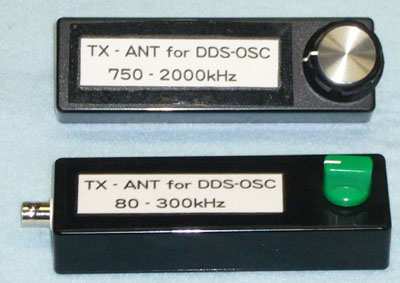 TX - ANT for DDS-OSC
750 - 2000kHz
TX - ANT for DDS-OSC
80 - 300kHz